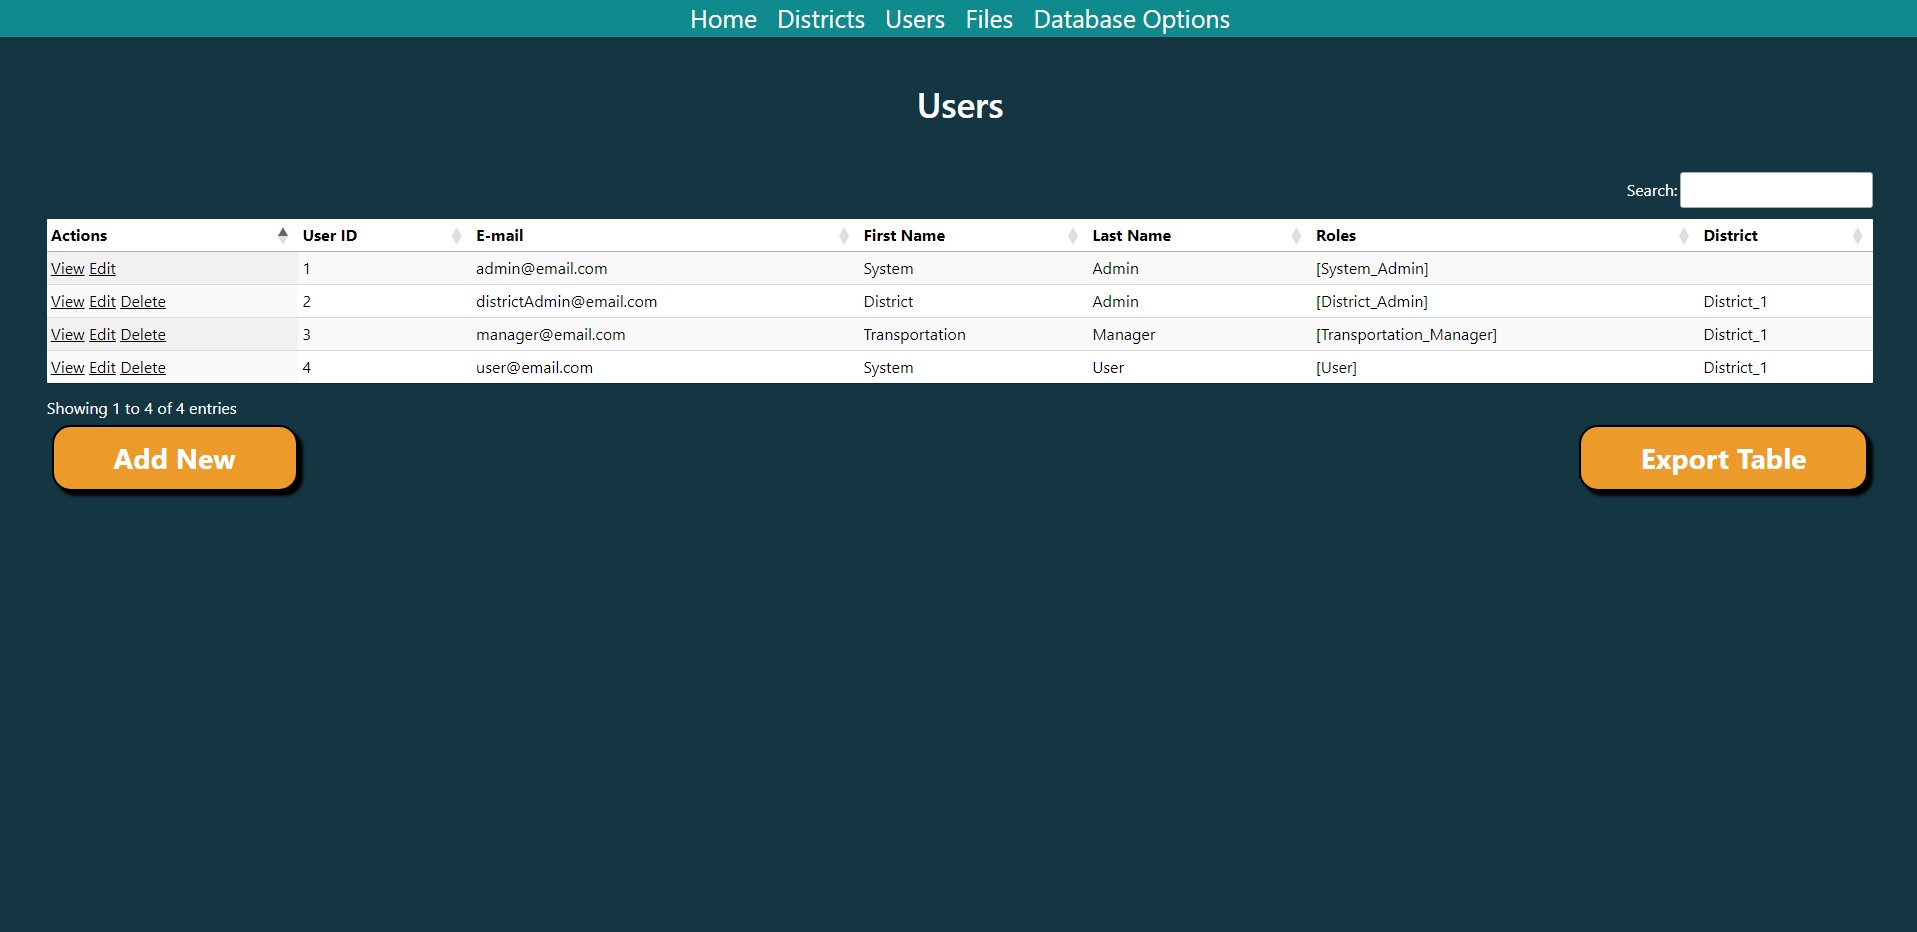 Home Districts Users Files Database Options
Users
Search:
Actions User ID E-mail First Name Last Name Roles District
View Edit 1 admin@email.com System Admin [System_Admin]
View Edit Delete 2 districtAdmin@email.com District Admin [District_Admin] District_1
View Edit Delete 3 manager@email.com Transportation Manager [Transportation_Manager] District_1
View Edit Delete 4 user@email.com System User [User] District_1
Showing 1 to 4 of 4 entries
Add New Export Table